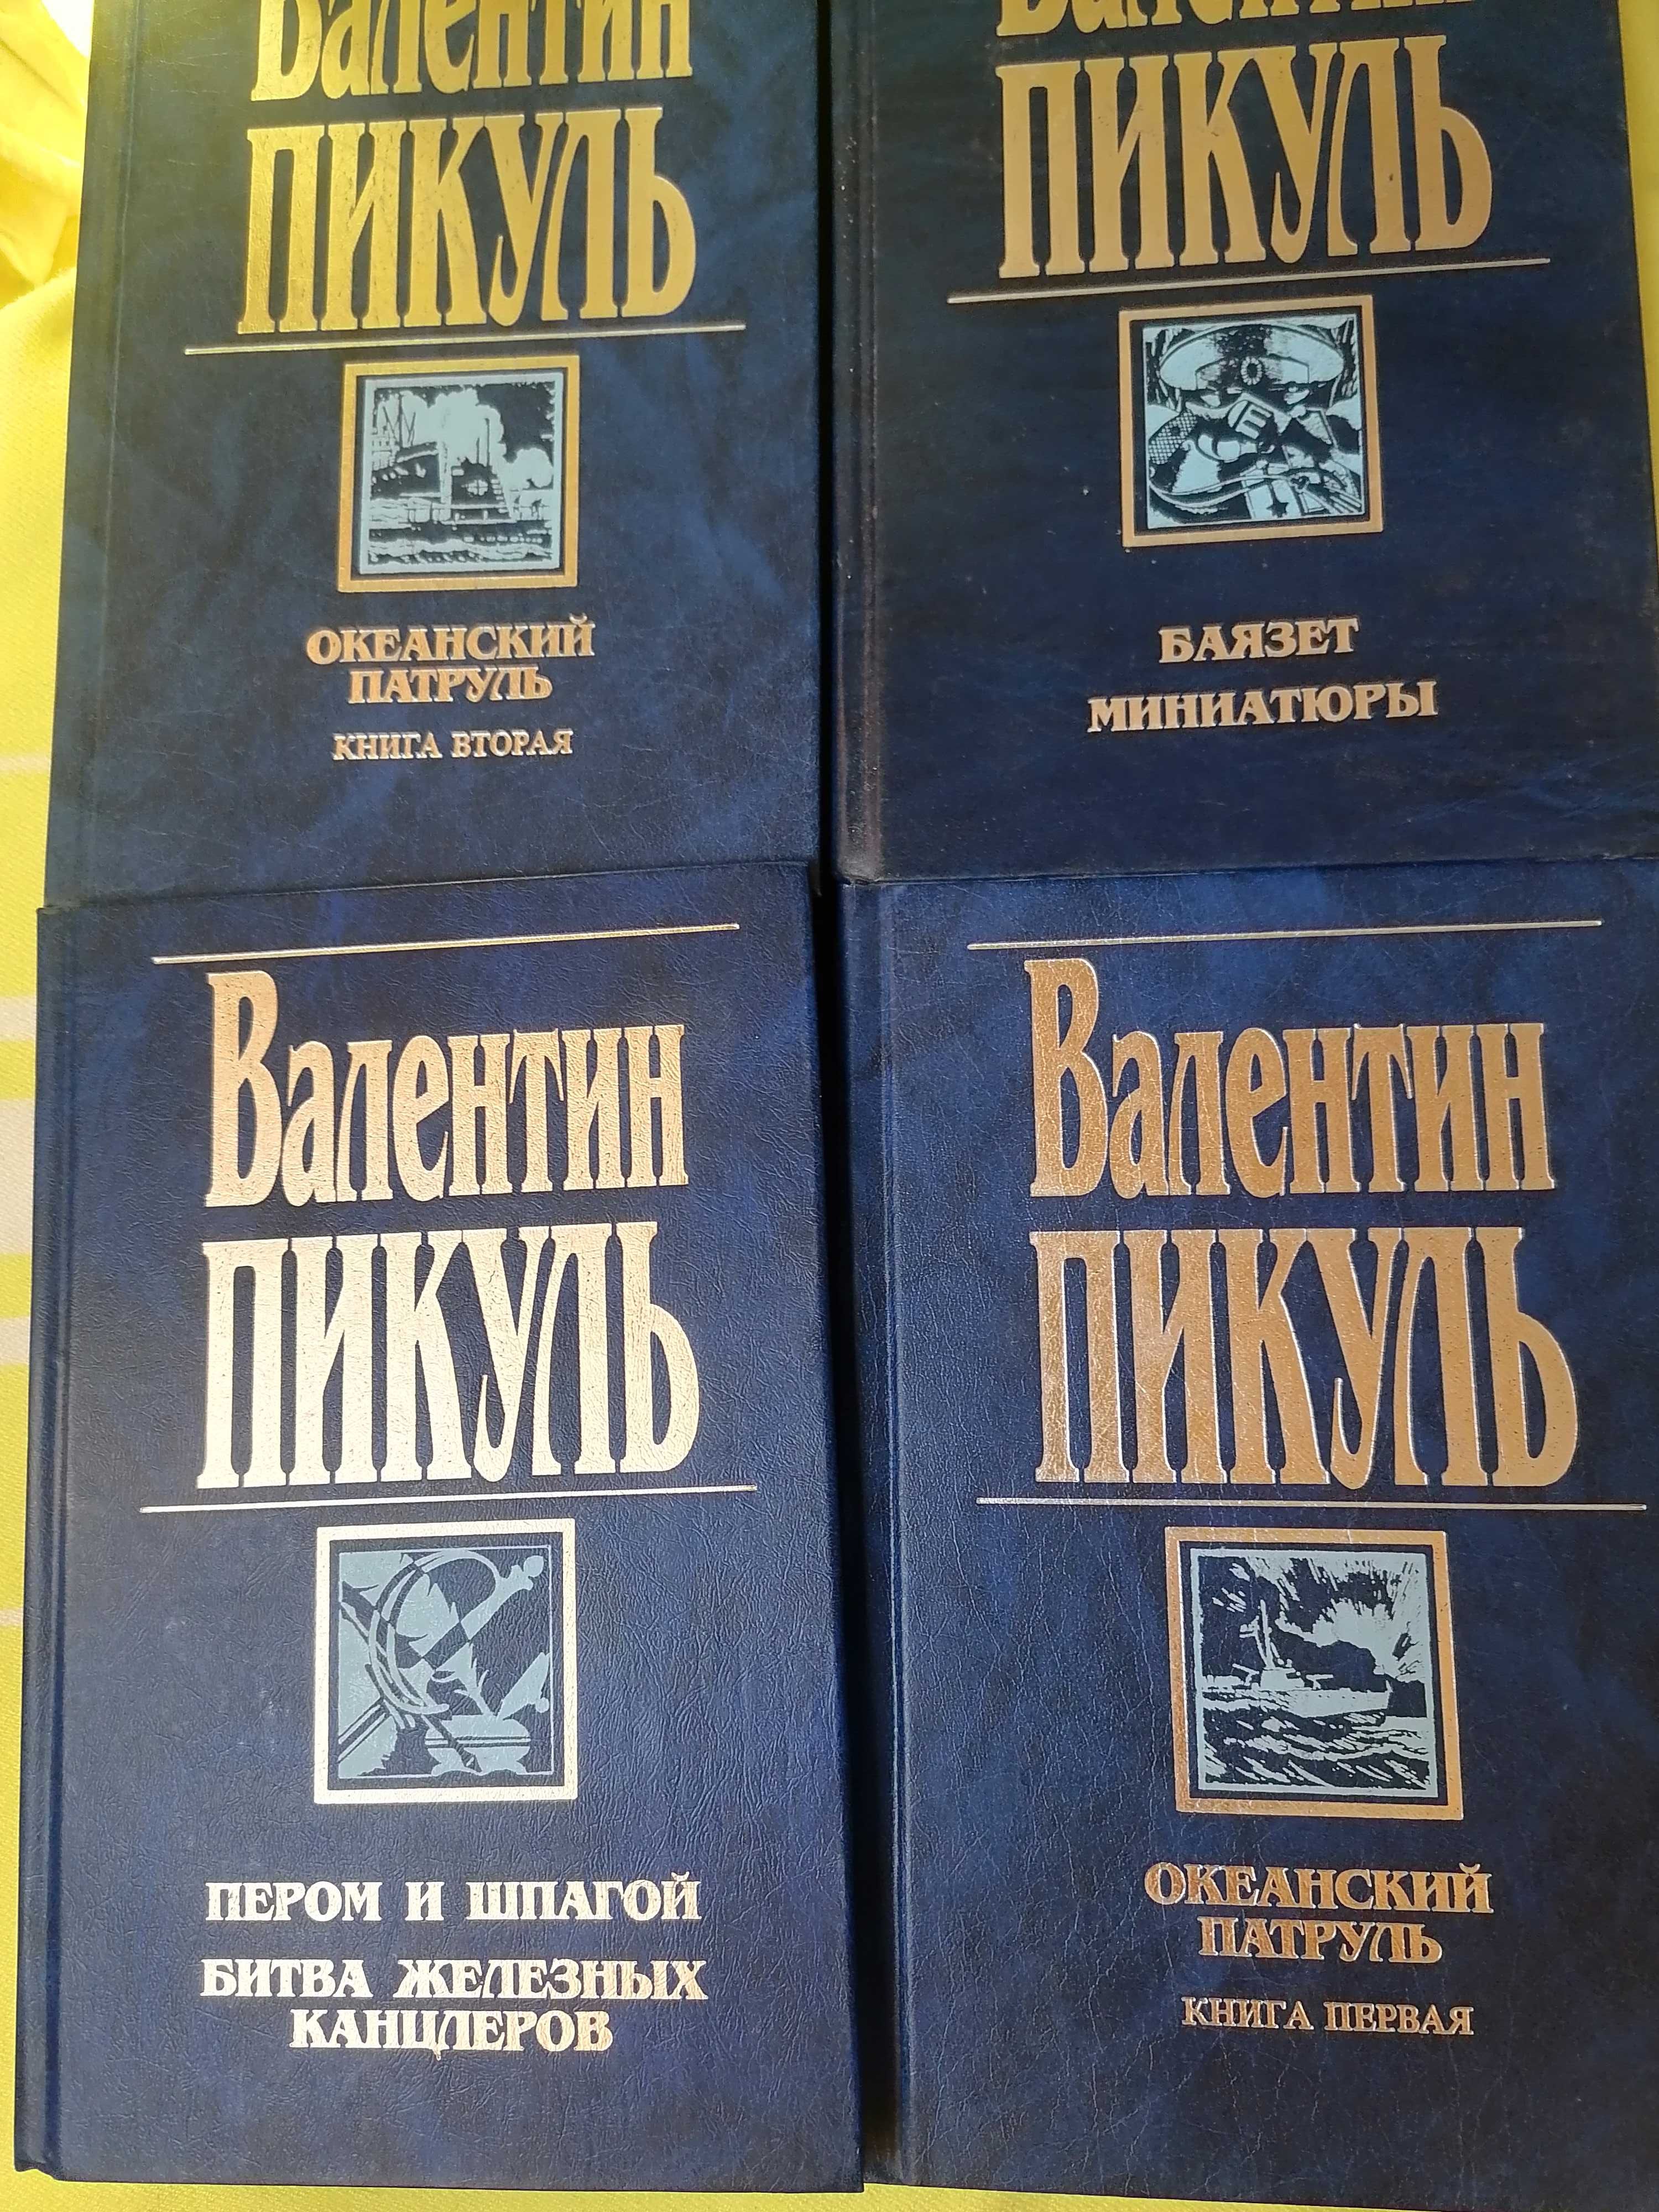 Валентин
ПИКУЛЬ
ОКЕАНСКИЙ
ПАТРУЛЬ
КНИГА ВТОРАЯ
Валентин
ПИКУЛЬ
БАЯЗЕТ
МИНИАТЮРЫ
Валентин
ПИКУЛЬ
ПЕРОМ И ШПАГОЙ
БИТВА ЖЕЛЕЗНЫХ
КАНЦЛЕРОВ
Валентин
ПИКУЛЬ
ОКЕАНСКИЙ
ПАТРУЛЬ
КНИГА ПЕРВАЯ